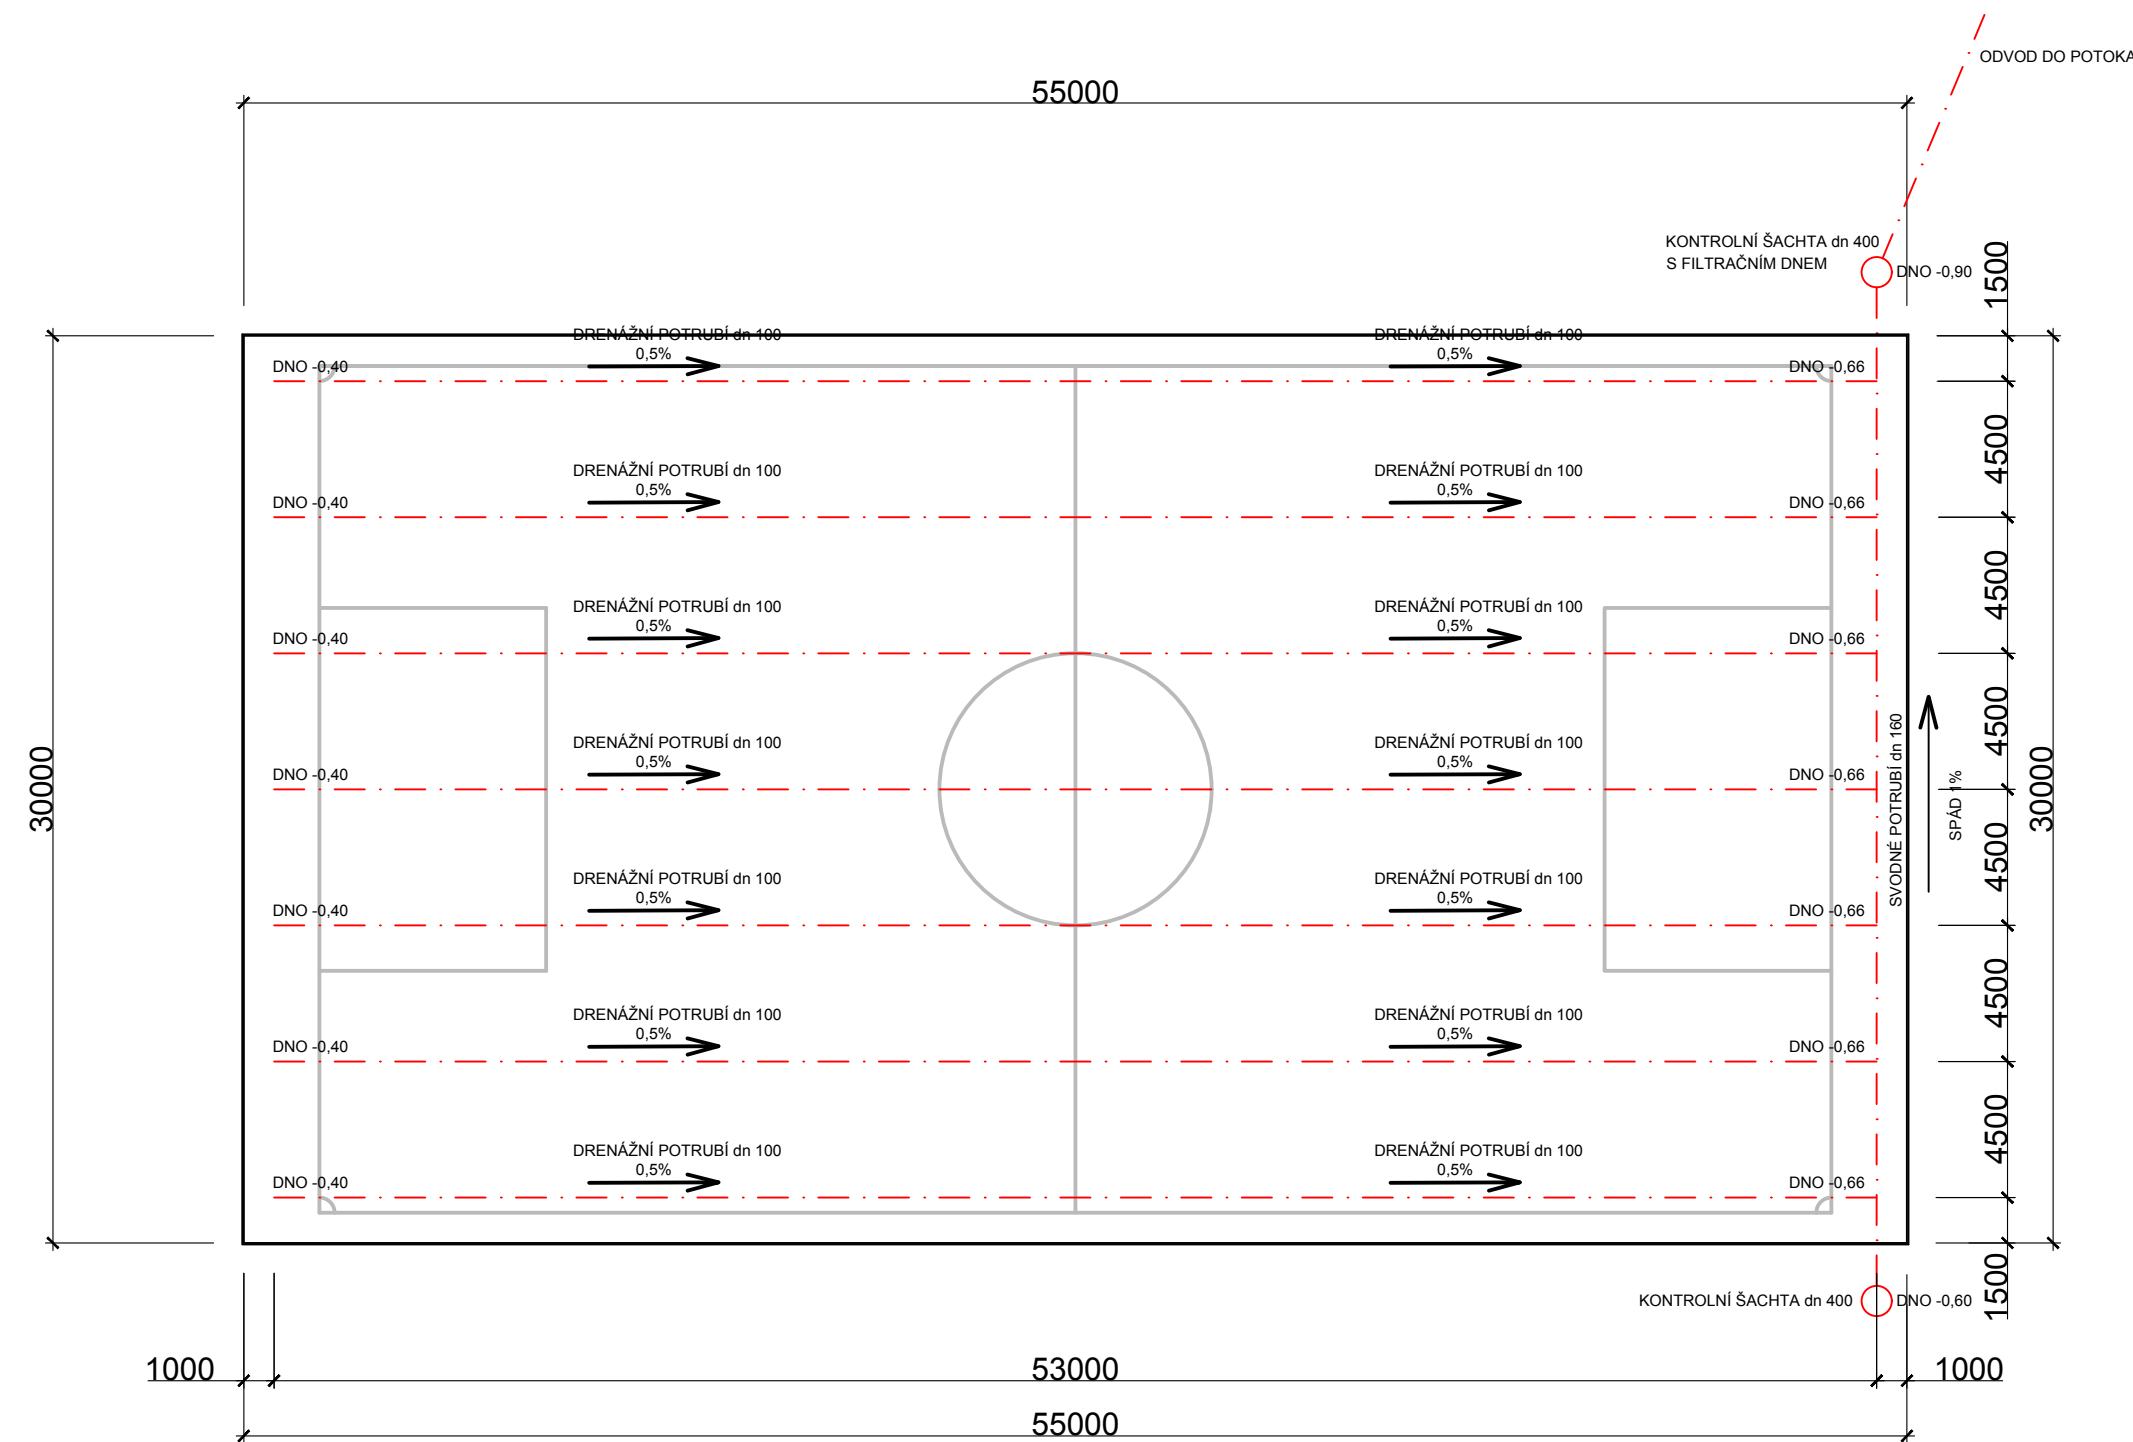 ODVOD DO POTOKA
55000
KONTROLNÍ ŠACHTA dn 400
S FILTRAČNÍM DNEM
DNO -0,90
1500
DRENÁŽNÍ POTRUBÍ dn 100
0,5%
DRENÁŽNÍ POTRUBÍ dn 100
0,5%
DNO -0,40
DNO -0,66
4500
DRENÁŽNÍ POTRUBÍ dn 100
0,5%
DRENÁŽNÍ POTRUBÍ dn 100
0,5%
DNO -0,40
DNO -0,66
4500
DRENÁŽNÍ POTRUBÍ dn 100
0,5%
DRENÁŽNÍ POTRUBÍ dn 100
0,5%
DNO -0,40
DNO -0,66
4500
DRENÁŽNÍ POTRUBÍ dn 100
0,5%
DRENÁŽNÍ POTRUBÍ dn 100
0,5%
DNO -0,40
DNO -0,66
30000
SVODNÉ POTRUBÍ dn 160
SPÁD 1%
30000
4500
DRENÁŽNÍ POTRUBÍ dn 100
0,5%
DRENÁŽNÍ POTRUBÍ dn 100
0,5%
DNO -0,40
DNO -0,66
4500
DRENÁŽNÍ POTRUBÍ dn 100
0,5%
DRENÁŽNÍ POTRUBÍ dn 100
0,5%
DNO -0,40
DNO -0,66
4500
DRENÁŽNÍ POTRUBÍ dn 100
0,5%
DRENÁŽNÍ POTRUBÍ dn 100
0,5%
DNO -0,40
DNO -0,66
1500
KONTROLNÍ ŠACHTA dn 400
DNO -0,60
1000
53000
1000
55000